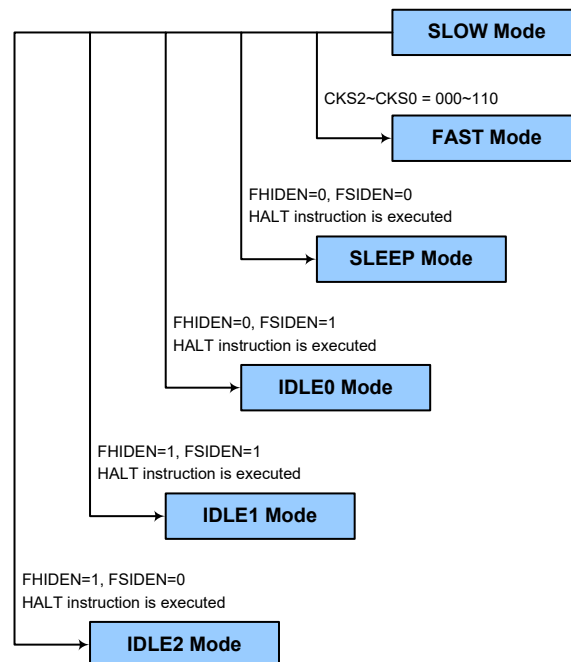 SLOW Mode
CKS2~CKS0 = 000~110
FAST Mode
FHIDEN=0, FSIDEN=0
HALT instruction is executed
SLEEP Mode
FHIDEN=0, FSIDEN=1
HALT instruction is executed
IDLE0 Mode
FHIDEN=1, FSIDEN=1
HALT instruction is executed
IDLE1 Mode
FHIDEN=1, FSIDEN=0
HALT instruction is executed
IDLE2 Mode